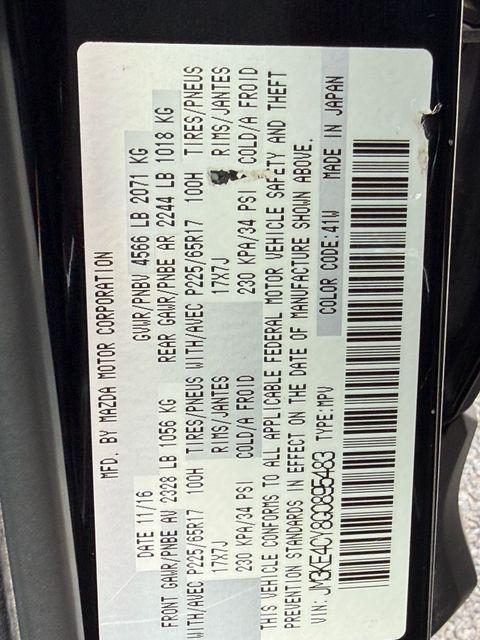 MFD. BY MAZDA MOTOR CORPORATION
DATE 11/16 GVWR/PNBV 4566 LB 2071 KG
FRONT GAWR/PNBE AV 2328 LB 1056 KG REAR GAWR/PNBE AR 2244 LB 1018 KG
WITH/AVEC P225/65R17 100H TIRES/PNEUS WITH/AVEC P225/65R17 100H TIRES/PNEUS
17X7J RIMS/JANTES 17X7J RIMS/JANTES
230 KPA/34 PSI COLD/A FROID 230 KPA/34 PSI COLD/A FROID
THIS VEHICLE CONFORMS TO ALL APPLICABLE FEDERAL MOTOR VEHICLE SAFETY AND THEFT
PREVENTION STANDARDS IN EFFECT ON THE DATE OF MANUFACTURE SHOWN ABOVE.
VIN: JM3KE4CY8G0895483 TYPE:MPV COLOR CODE:41W MADE IN JAPAN